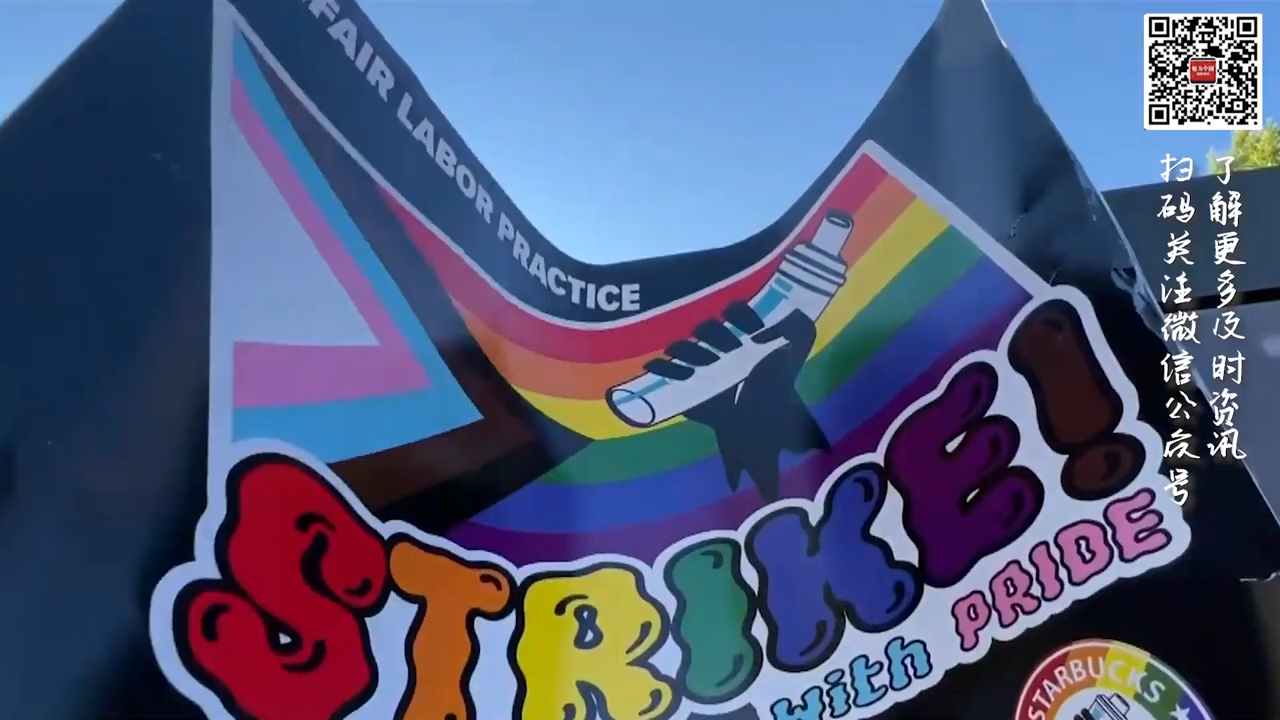 FAIR LABOR PRACTICE
STRIKE!
with PRIDE
STARBUCKS
了解更多及时资讯
扫码关注微信公众号